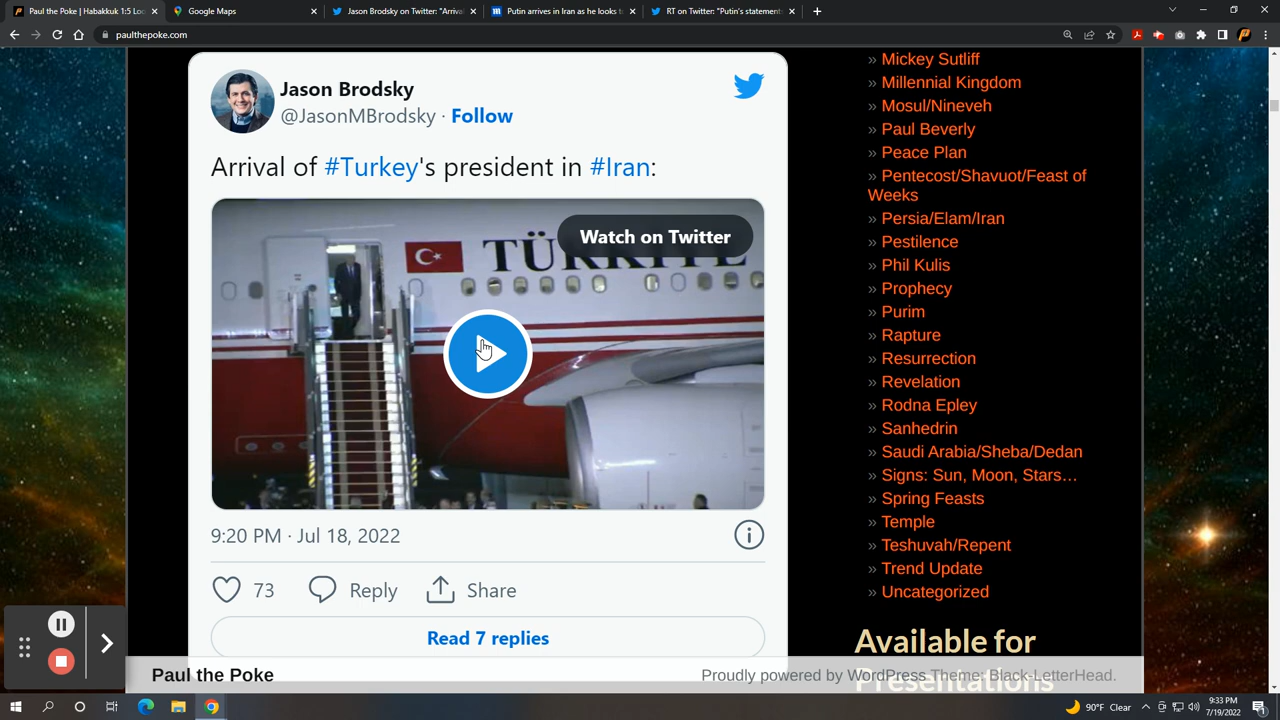 Paul the Poke | Habakkuk 1:5 Lo
Google Maps
Jason Brodsky on Twitter: "Arrival
Putin arrives in Iran as he looks to
RT on Twitter: "Putin's statement
paulthepoke.com
Jason Brodsky
@JasonMBrodsky · Follow
Arrival of #Turkey's president in #Iran:
Watch on Twitter
9:20 PM · Jul 18, 2022
73 Reply Share
Read 7 replies
» Mickey Sutliff
» Millennial Kingdom
» Mosul/Nineveh
» Paul Beverly
» Peace Plan
» Pentecost/Shavuot/Feast of
Weeks
» Persia/Elam/Iran
» Pestilence
» Phil Kulis
» Prophecy
» Purim
» Rapture
» Resurrection
» Revelation
» Rodna Epley
» Sanhedrin
» Saudi Arabia/Sheba/Dedan
» Signs: Sun, Moon, Stars…
» Spring Feasts
» Temple
» Teshuvah/Repent
» Trend Update
» Uncategorized
Available for
Presentations
Paul the Poke
Proudly powered by WordPress Theme: Black-LetterHead.
90°F Clear
9:33 PM
7/19/2022